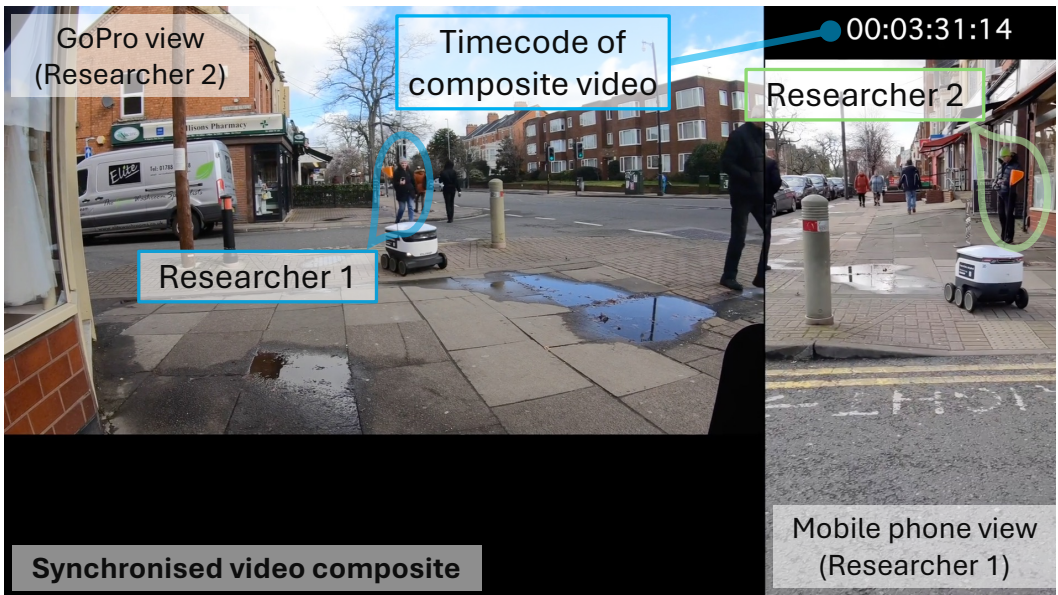 GoPro view
(Researcher 2)
Timecode of
composite video
00:03:31:14
Researcher 2
llisons Pharmacy
Elite
Researcher 1
Synchronised video composite
Mobile phone view
(Researcher 1)